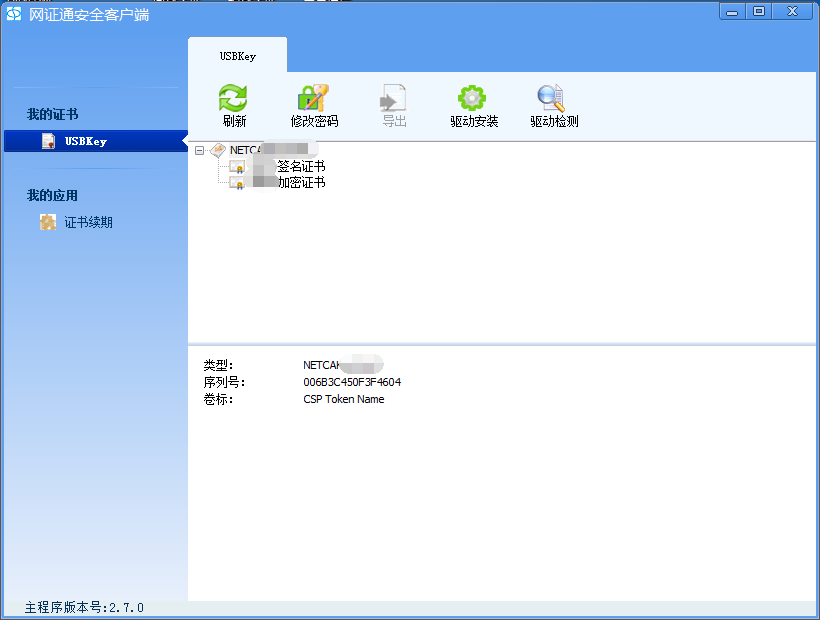 网证通安全客户端
USBKey
刷新
修改密码
导出
驱动安装
驱动检测
我的证书
USBKey
我的应用
证书续期
NETCA
签名证书
加密证书
类型： NETCA
序列号： 006B3C450F3F4604
卷标： CSP Token Name
主程序版本号:2.7.0